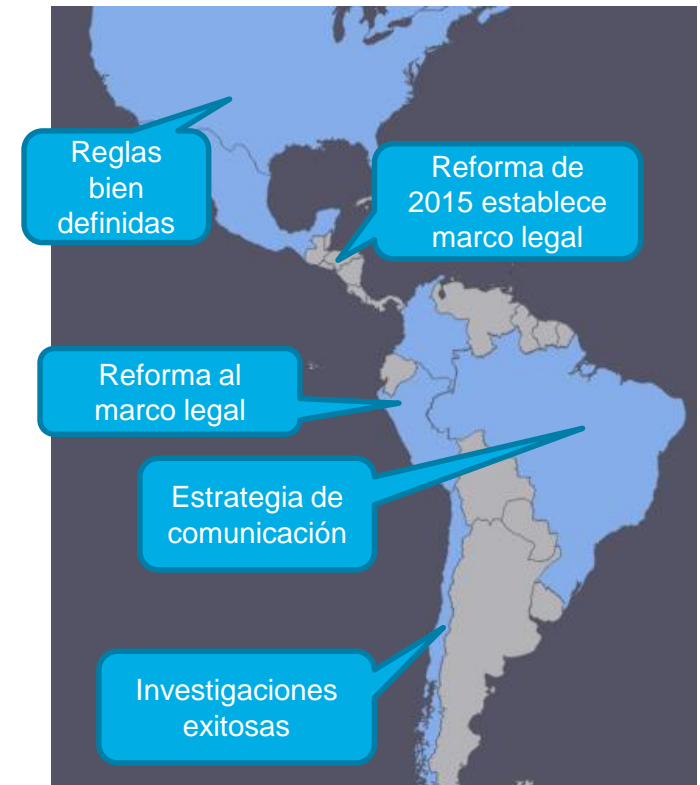 Reglas
bien
definidas
Reforma de
2015 establece
marco legal
Reforma al
marco legal
Estrategia de
comunicación
Investigaciones
exitosas